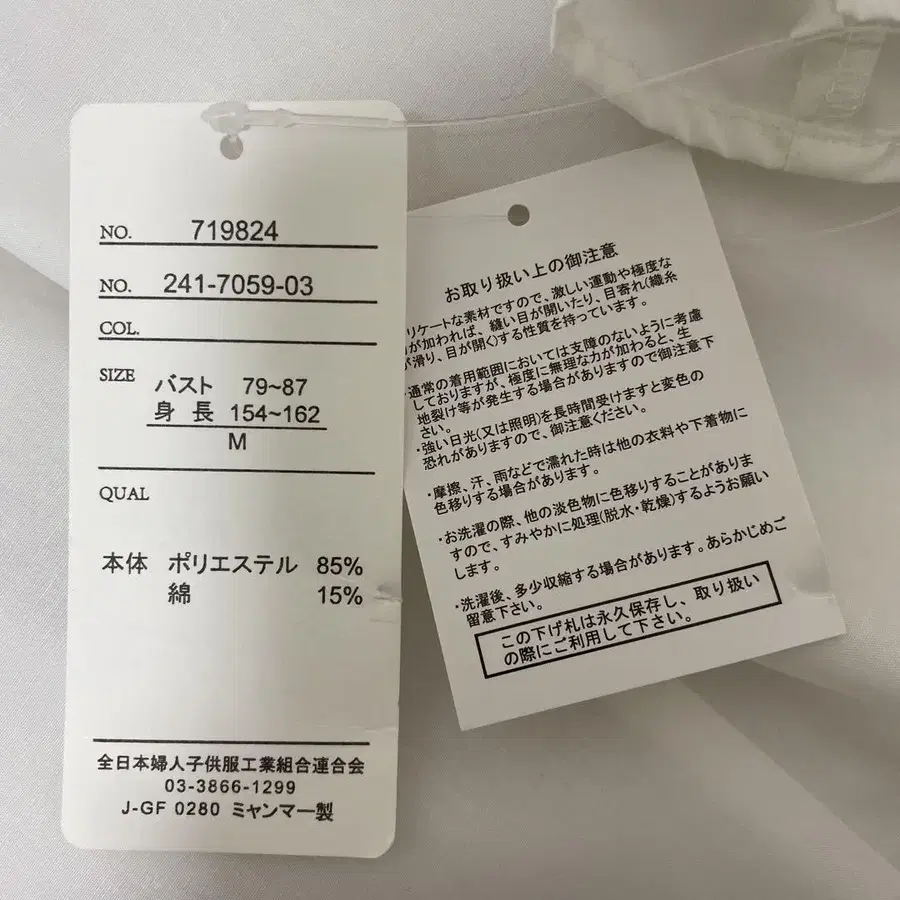 NO. 719824
NO. 241-7059-03
COL.
SIZE バスト 79~87
身 長 154~162
M
QUAL
本体 ポリエステル 85%
綿 15%
全日本婦人子供服工業組合連合会
03-3866-1299
J-GF 0280 ミャンマー製
お取り扱い上の御注意
リケートな素材ですので、激しい運動や極度な
が加われば、縫い目が開いたり、目寄れ(織糸
が滑り、目が開く)する性質を持っています。
通常の着用範囲においては支障のないように考慮
しておりますが、極度に無理な力が加わると、生
地裂け等が発生する場合がありますので御注意下
さい。
・強い日光(又は照明)を長時間受けますと変色の
恐れがありますので、御注意ください。
・摩擦、汗、雨などで濡れた時は他の衣料や下着物に
色移りする場合があります。
・お洗濯の際、他の淡色物に色移りすることがありま
すので、すみやかに処理(脱水・乾燥)するようお願い
します。
・洗濯後、多少収縮する場合があります。あらかじめご
留意下さい。
この下げ札は永久保存し、取り扱い
の際にご利用して下さい。